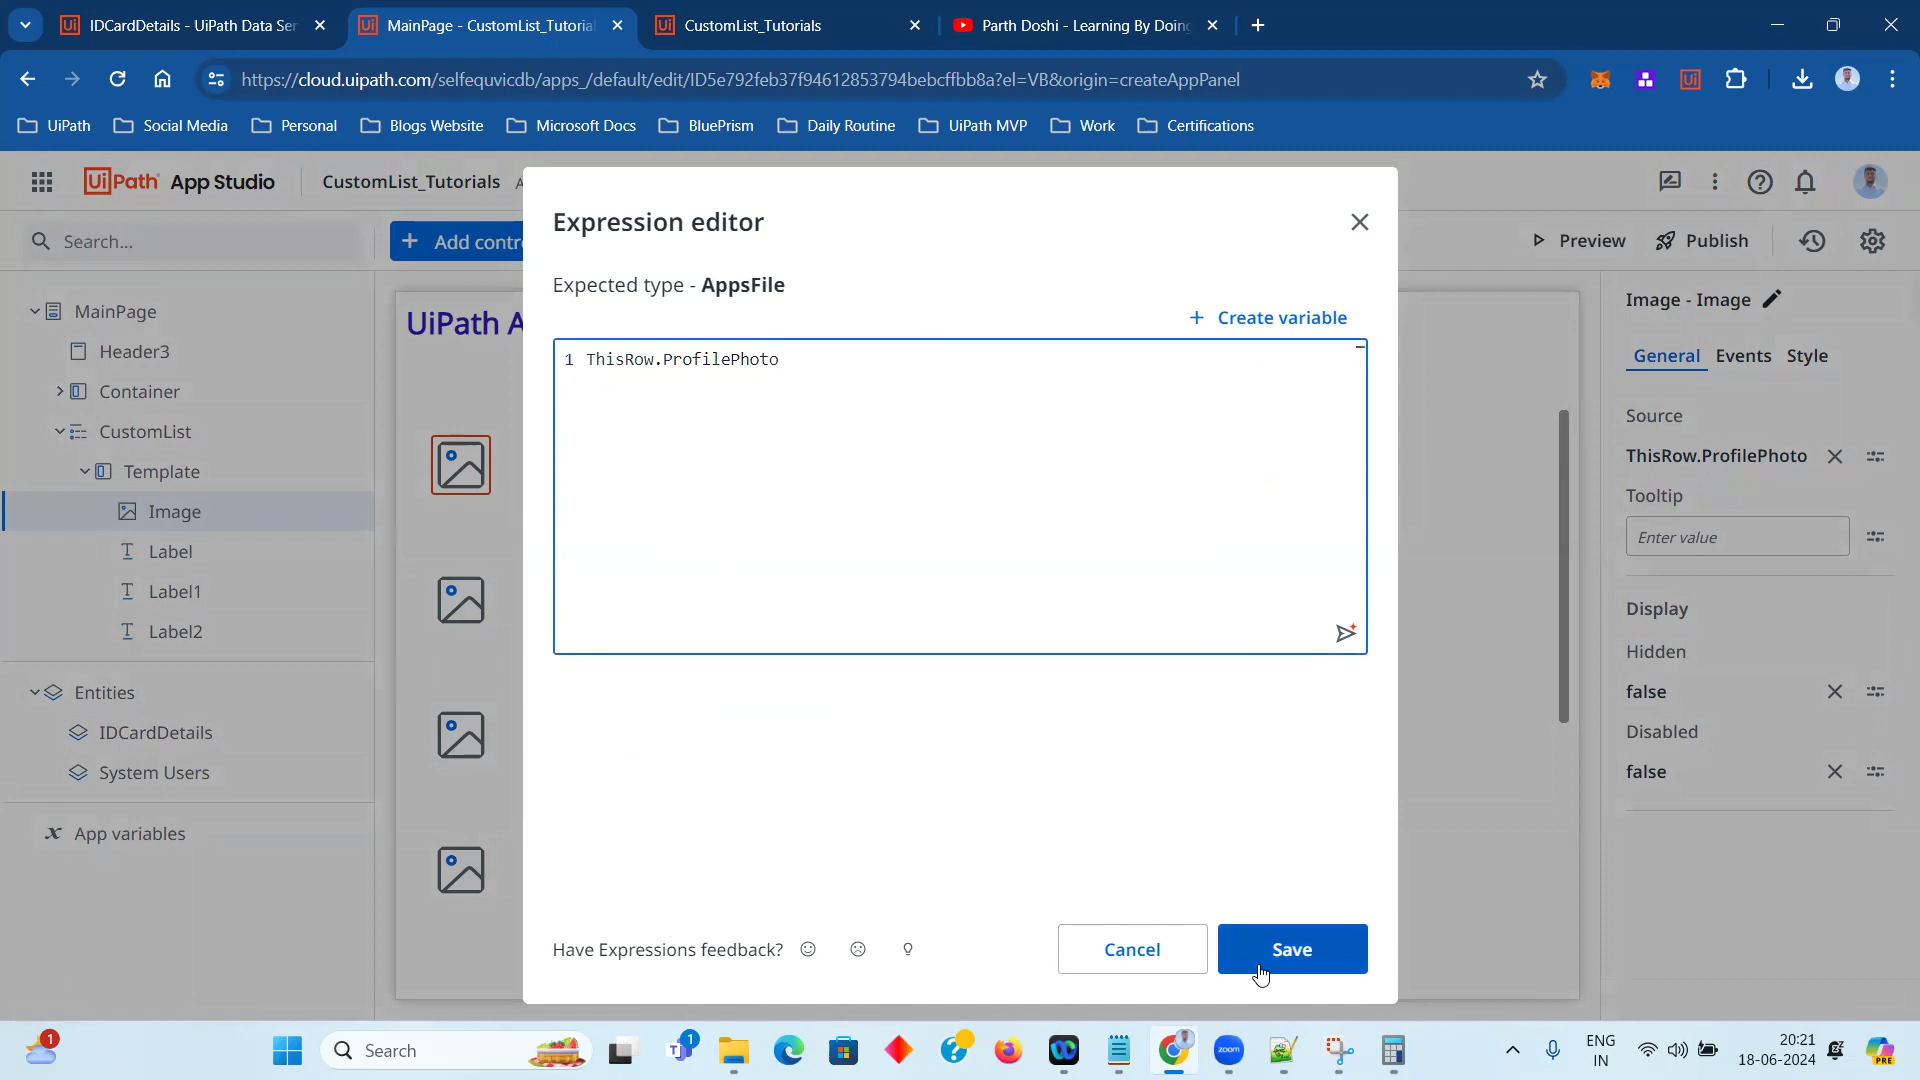 IDCardDetails - UiPath Data Ser
MainPage - CustomList_Tutorial
CustomList_Tutorials
Parth Doshi - Learning By Doing
https://cloud.uipath.com/selfequvicdb/apps_/default/edit/ID5e792feb37f94612853794bebcffbb8a?el=VB&origin=createAppPanel
UiPath
Social Media
Personal
Blogs Website
Microsoft Docs
BluePrism
Daily Routine
UiPath MVP
Work
Certifications
UiPath App Studio
CustomList_Tutorials
Search...
Add contr
Preview
Publish
MainPage
Header3
Container
CustomList
Template
Image
Label
Label1
Label2
Entities
IDCardDetails
System Users
App variables
UiPath A
Expression editor
Expected type - AppsFile
Create variable
1 ThisRow.ProfilePhoto
Have Expressions feedback?
Cancel
Save
Image - Image
General Events Style
Source
ThisRow.ProfilePhoto
Tooltip
Enter value
Display
Hidden
false
Disabled
false
1
Search
1
zoom
ENG
IN
20:21
18-06-2024
PRE